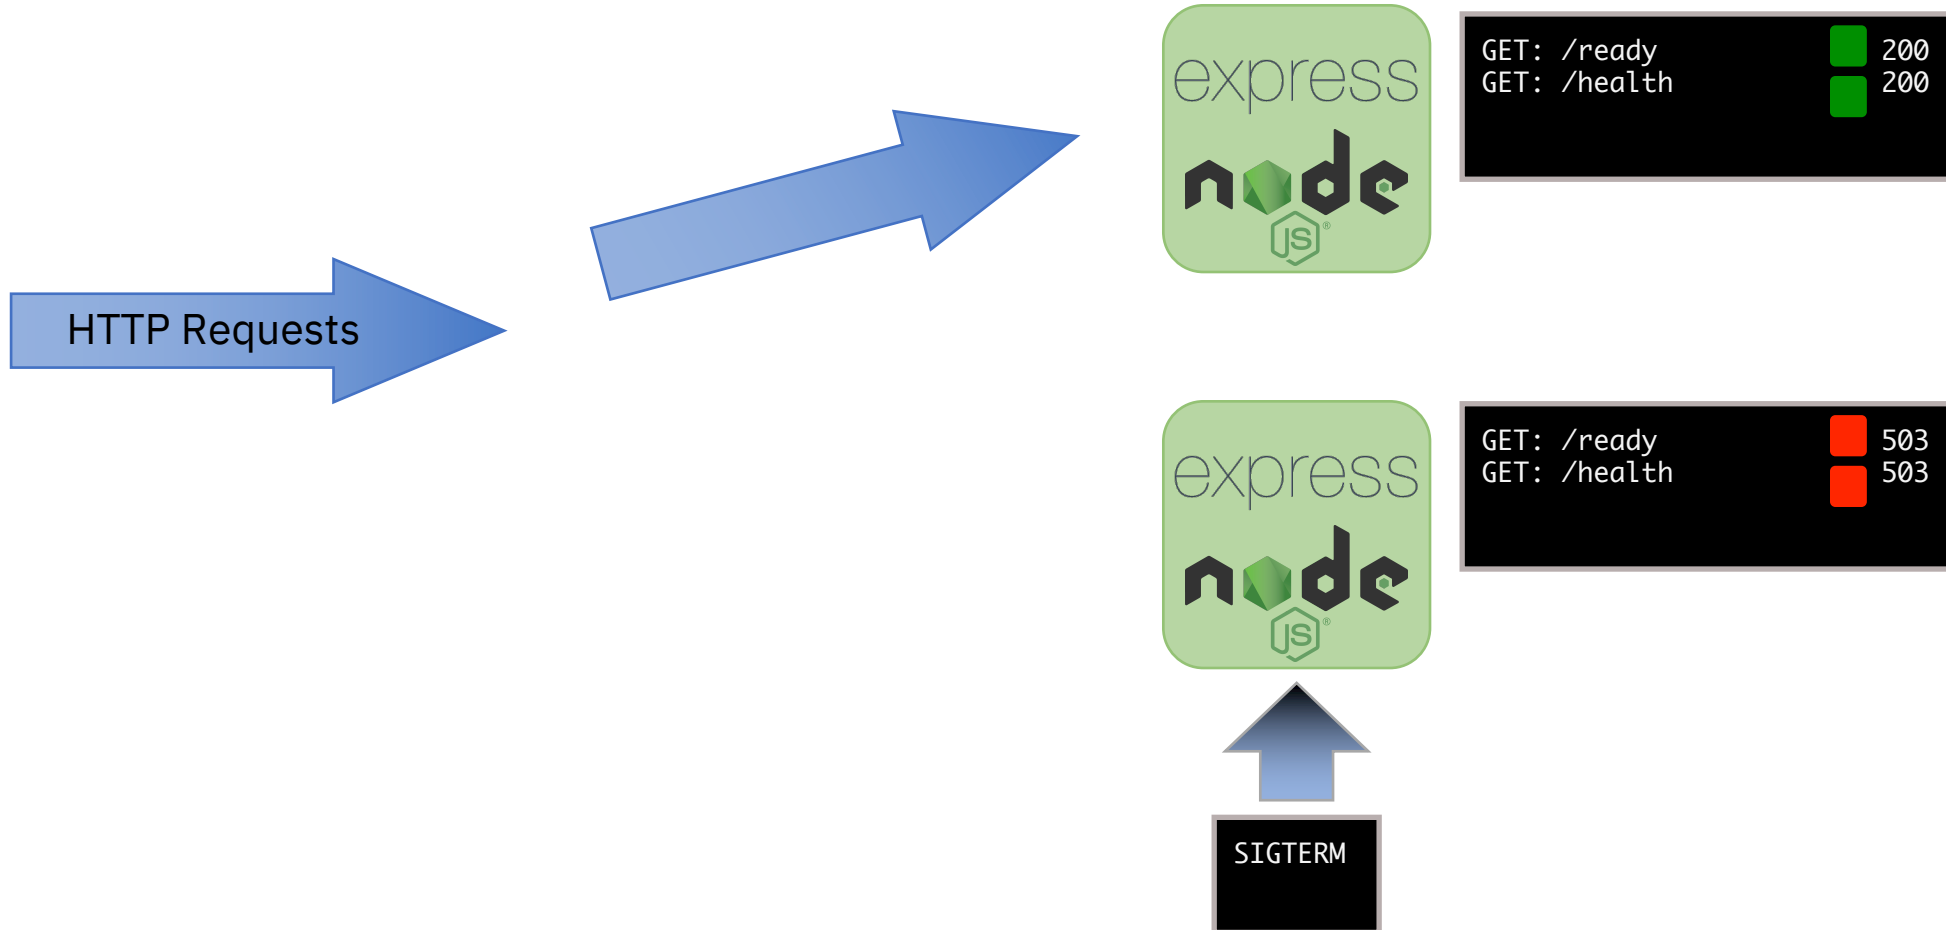 express
node
JS®
GET: /ready 200
GET: /health 200
HTTP Requests
express
node
JS®
GET: /ready 503
GET: /health 503
SIGTERM